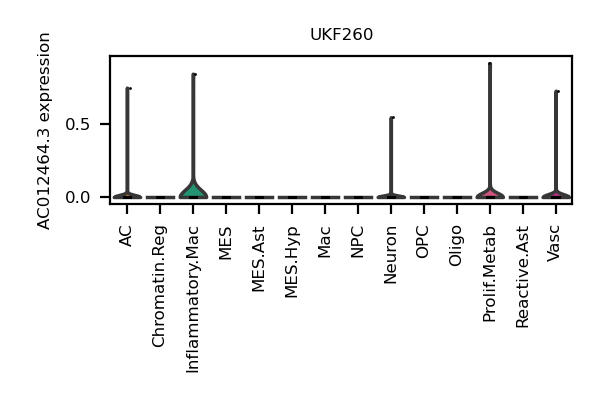 UKF260
AC012464.3 expression
0.5
0.0
AC
Chromatin.Reg
Inflammatory.Mac
MES
MES.Ast
MES.Hyp
Mac
NPC
Neuron
OPC
Oligo
Prolif.Metab
Reactive.Ast
Vasc